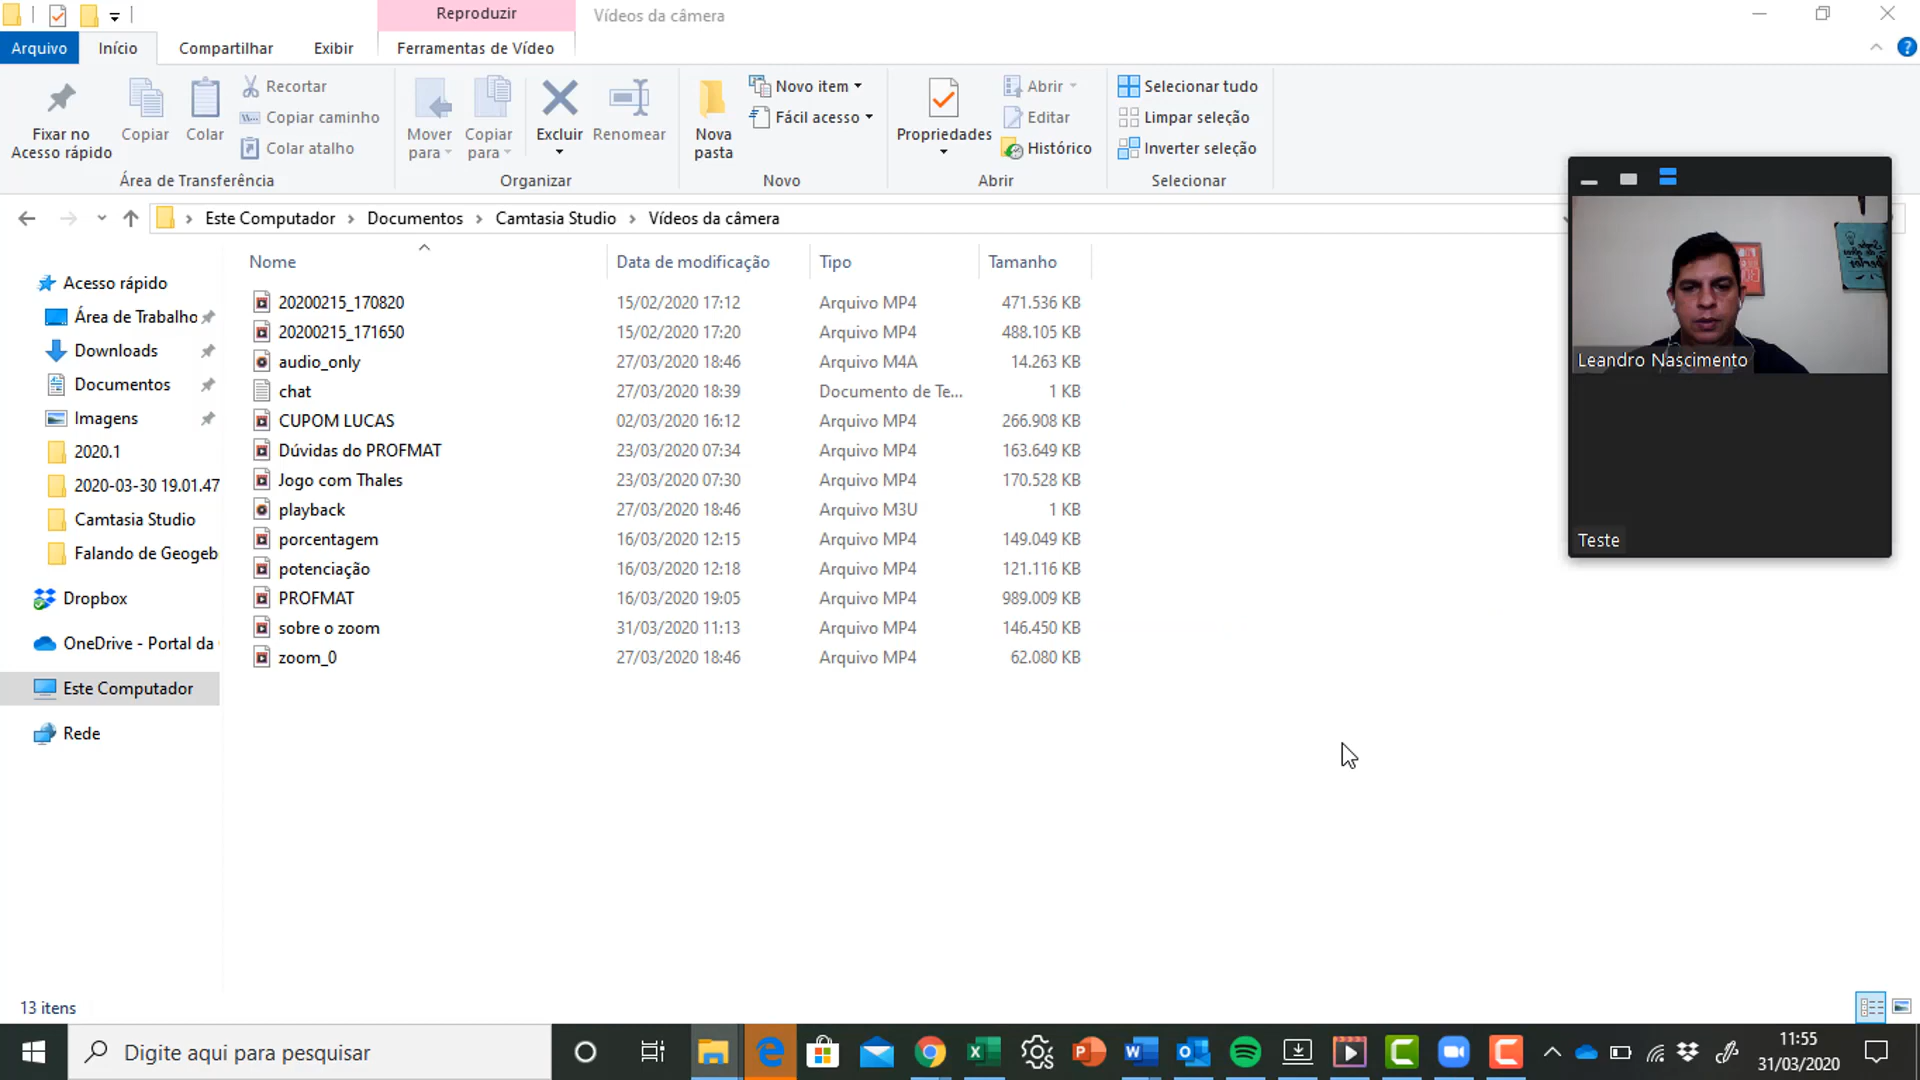 Reproduzir
Vídeos da câmera
Arquivo
Início
Compartilhar
Exibir
Ferramentas de Vídeo
Fixar no
Acesso rápido
Copiar
Colar
Recortar
Copiar caminho
Colar atalho
Área de Transferência
Mover
para
Copiar
para
Excluir
Renomear
Organizar
Nova
pasta
Novo item
Fácil acesso
Novo
Propriedades
Abrir
Editar
Histórico
Abrir
Selecionar tudo
Limpar seleção
Inverter seleção
Selecionar
Este Computador > Documentos > Camtasia Studio > Vídeos da câmera
Nome Data de modificação Tipo Tamanho
20200215_170820 15/02/2020 17:12 Arquivo MP4 471.536 KB
20200215_171650 15/02/2020 17:20 Arquivo MP4 488.105 KB
audio_only 27/03/2020 18:46 Arquivo M4A 14.263 KB
chat 27/03/2020 18:39 Documento de Te... 1 KB
CUPOM LUCAS 02/03/2020 16:12 Arquivo MP4 266.908 KB
Dúvidas do PROFMAT 23/03/2020 07:34 Arquivo MP4 163.649 KB
Jogo com Thales 23/03/2020 07:30 Arquivo MP4 170.528 KB
playback 27/03/2020 18:46 Arquivo M3U 1 KB
porcentagem 16/03/2020 12:15 Arquivo MP4 149.049 KB
potenciação 16/03/2020 12:18 Arquivo MP4 121.116 KB
PROFMAT 16/03/2020 19:05 Arquivo MP4 989.009 KB
sobre o zoom 31/03/2020 11:13 Arquivo MP4 146.450 KB
zoom_0 27/03/2020 18:46 Arquivo MP4 62.080 KB
Acesso rápido
Área de Trabalho
Downloads
Documentos
Imagens
2020.1
2020-03-30 19.01.47
Camtasia Studio
Falando de Geogeb
Dropbox
OneDrive - Portal da
Este Computador
Rede
Leandro Nascimento
Teste
13 itens
Digite aqui para pesquisar
11:55
31/03/2020